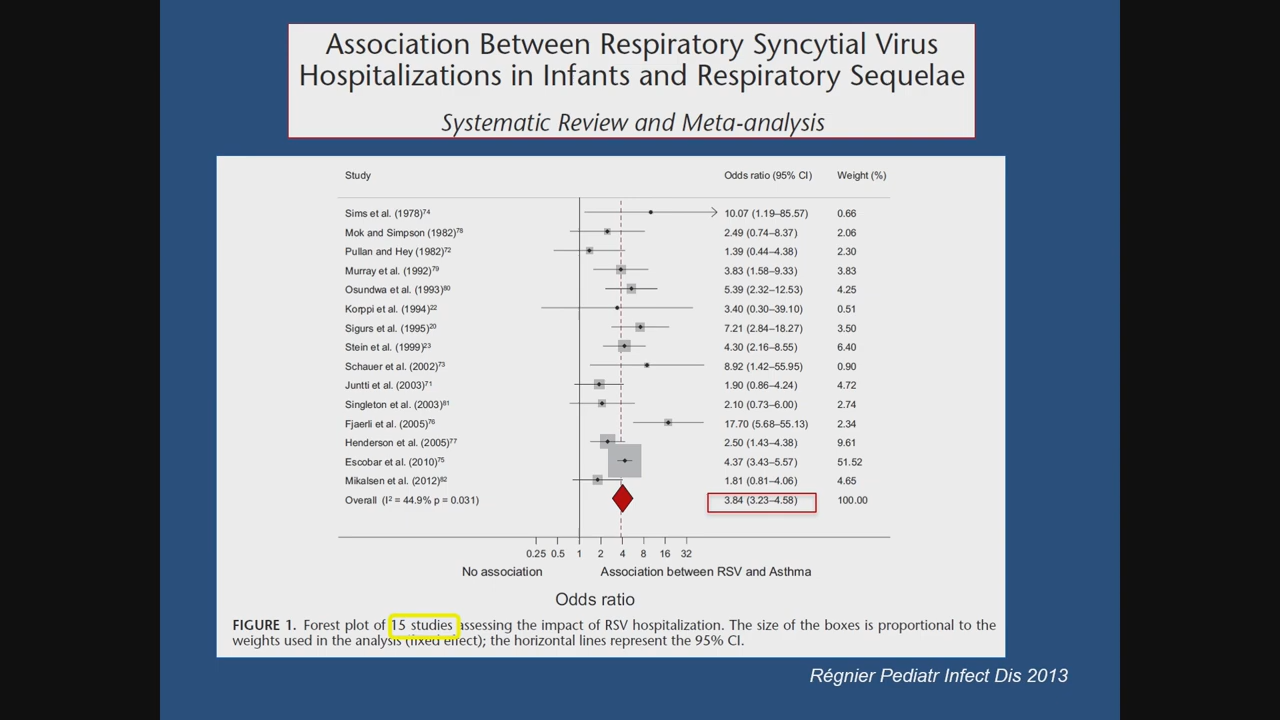 Association Between Respiratory Syncytial Virus
Hospitalizations in Infants and Respiratory Sequelae
Systematic Review and Meta-analysis
Study Odds ratio (95% CI) Weight (%)
Sims et al. (1978)⁷⁴ 10.07 (1.19–85.57) 0.66
Mok and Simpson (1982)⁷⁸ 2.49 (0.74–8.37) 2.06
Pullan and Hey (1982)⁷² 1.39 (0.44–4.38) 2.30
Murray et al. (1992)⁷⁹ 3.83 (1.58–9.33) 3.83
Osundwa et al. (1993)⁸⁰ 5.39 (2.32–12.53) 4.25
Korppi et al. (1994)²² 3.40 (0.30–39.10) 0.51
Sigurs et al. (1995)²⁰ 7.21 (2.84–18.27) 3.50
Stein et al. (1999)²³ 4.30 (2.16–8.55) 6.40
Schauer et al. (2002)⁷³ 8.92 (1.42–55.95) 0.90
Juntti et al. (2003)⁷¹ 1.90 (0.86–4.24) 4.72
Singleton et al. (2003)⁸¹ 2.10 (0.73–6.00) 2.74
Fjaerli et al. (2005)⁷⁶ 17.70 (5.68–55.13) 2.34
Henderson et al. (2005)⁷⁷ 2.50 (1.43–4.38) 9.61
Escobar et al. (2010)⁷⁵ 4.37 (3.43–5.57) 51.52
Mikalsen et al. (2012)⁸² 1.81 (0.81–4.06) 4.65
Overall (I² = 44.9% p = 0.031) 3.84 (3.23–4.58) 100.00
0.25 0.5 1 2 4 8 16 32
No association Association between RSV and Asthma
Odds ratio
FIGURE 1. Forest plot of 15 studies assessing the impact of RSV hospitalization. The size of the boxes is proportional to the
weights used in the analysis (fixed effect); the horizontal lines represent the 95% CI.
Régnier Pediatr Infect Dis 2013